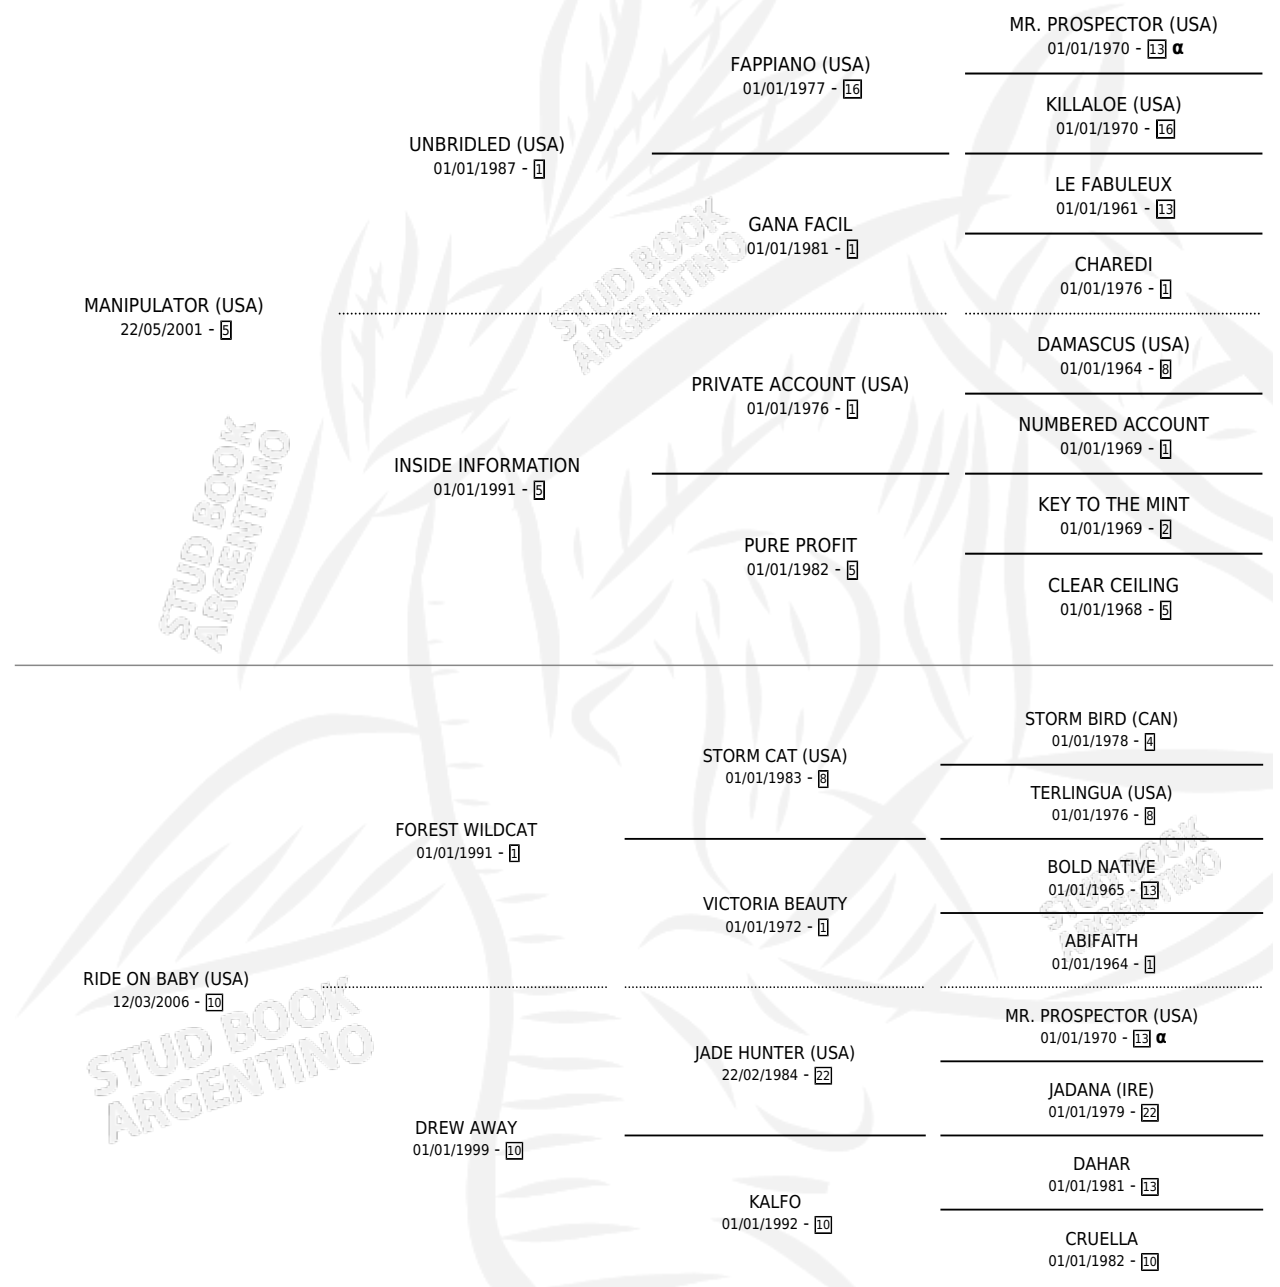 MR. PROSPECTOR (USA)
01/01/1970 - 13 α
FAPPIANO (USA)
01/01/1977 - 16
KILLALOE (USA)
01/01/1970 - 16
UNBRIDLED (USA)
01/01/1987 - 1
LE FABULEUX
01/01/1961 - 13
GANA FACIL
01/01/1981 - 1
CHAREDI
01/01/1976 - 1
MANIPULATOR (USA)
22/05/2001 - 5
DAMASCUS (USA)
01/01/1964 - 8
PRIVATE ACCOUNT (USA)
01/01/1976 - 1
NUMBERED ACCOUNT
01/01/1969 - 1
INSIDE INFORMATION
01/01/1991 - 5
KEY TO THE MINT
01/01/1969 - 2
PURE PROFIT
01/01/1982 - 5
CLEAR CEILING
01/01/1968 - 5
STORM BIRD (CAN)
01/01/1978 - 4
STORM CAT (USA)
01/01/1983 - 8
TERLINGUA (USA)
01/01/1976 - 8
FOREST WILDCAT
01/01/1991 - 1
BOLD NATIVE
01/01/1965 - 13
VICTORIA BEAUTY
01/01/1972 - 1
ABIFAITH
01/01/1964 - 1
RIDE ON BABY (USA)
12/03/2006 - 10
MR. PROSPECTOR (USA)
01/01/1970 - 13 α
JADE HUNTER (USA)
22/02/1984 - 22
JADANA (IRE)
01/01/1979 - 22
DREW AWAY
01/01/1999 - 10
DAHAR
01/01/1981 - 13
KALFO
01/01/1992 - 10
CRUELLA
01/01/1982 - 10
STUD BOOK
ARGENTINO
STUD BOOK
ARGENTINO
STUD BOOK
ARGENTINO
STUD BOOK
ARGENTINO